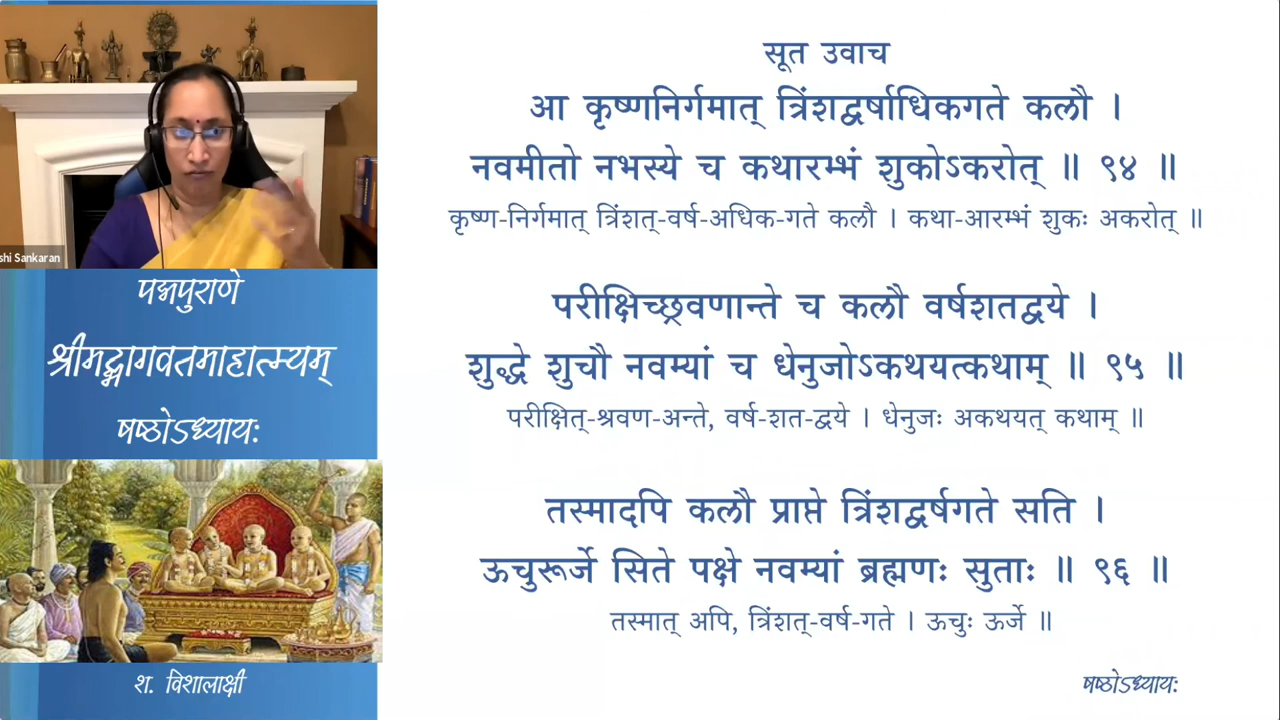 shi Sankaran
पद्मपुराणे
श्रीमद्भागवतमाहात्म्यम्
षष्ठोऽध्यायः
श. विशालाक्षी
सूत उवाच
आ कृष्णनिर्गमात् त्रिंशद्वर्षाधिकगते कलौ ।
नवमीतो नभस्ये च कथारम्भं शुकोऽकरोत् ॥ ९४ ॥
कृष्ण-निर्गमात् त्रिंशत्-वर्ष-अधिक-गते कलौ । कथा-आरम्भं शुकः अकरोत् ॥
परीक्षिच्छ्रवणान्ते च कलौ वर्षशतद्वये ।
शुद्धे शुचौ नवम्यां च धेनुजोऽकथयत्कथाम् ॥ ९५ ॥
परीक्षित्-श्रवण-अन्ते, वर्ष-शत-द्वये । धेनुजः अकथयत् कथाम् ॥
तस्मादपि कलौ प्राप्ते त्रिंशद्वर्षगते सति ।
ऊचुरूर्जे सिते पक्षे नवम्यां ब्रह्मणः सुताः ॥ ९६ ॥
तस्मात् अपि, त्रिंशत्-वर्ष-गते । ऊचुः ऊर्जे ॥
षष्ठोऽध्यायः